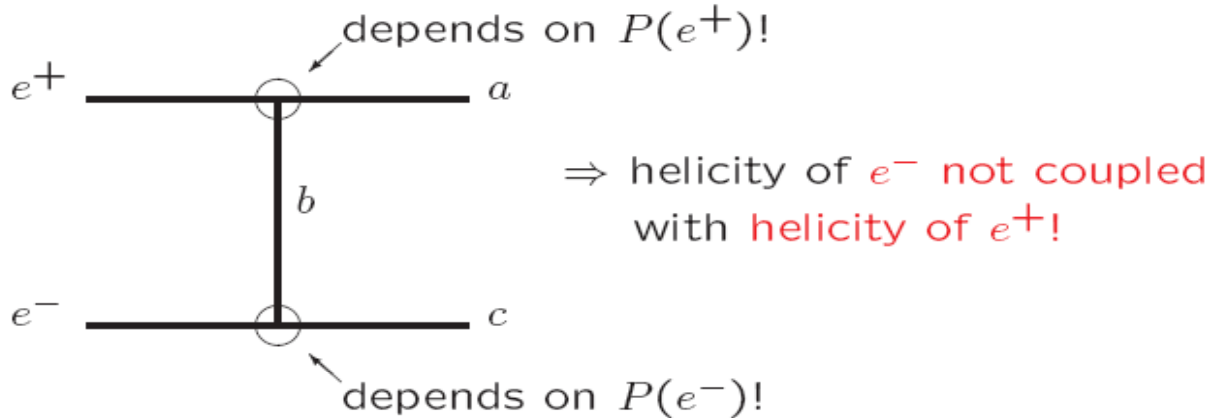 depends on P(e⁺)!
e⁺ a
⇒ helicity of e⁻ not coupled
b
with helicity of e⁺!
e⁻ c
depends on P(e⁻)!